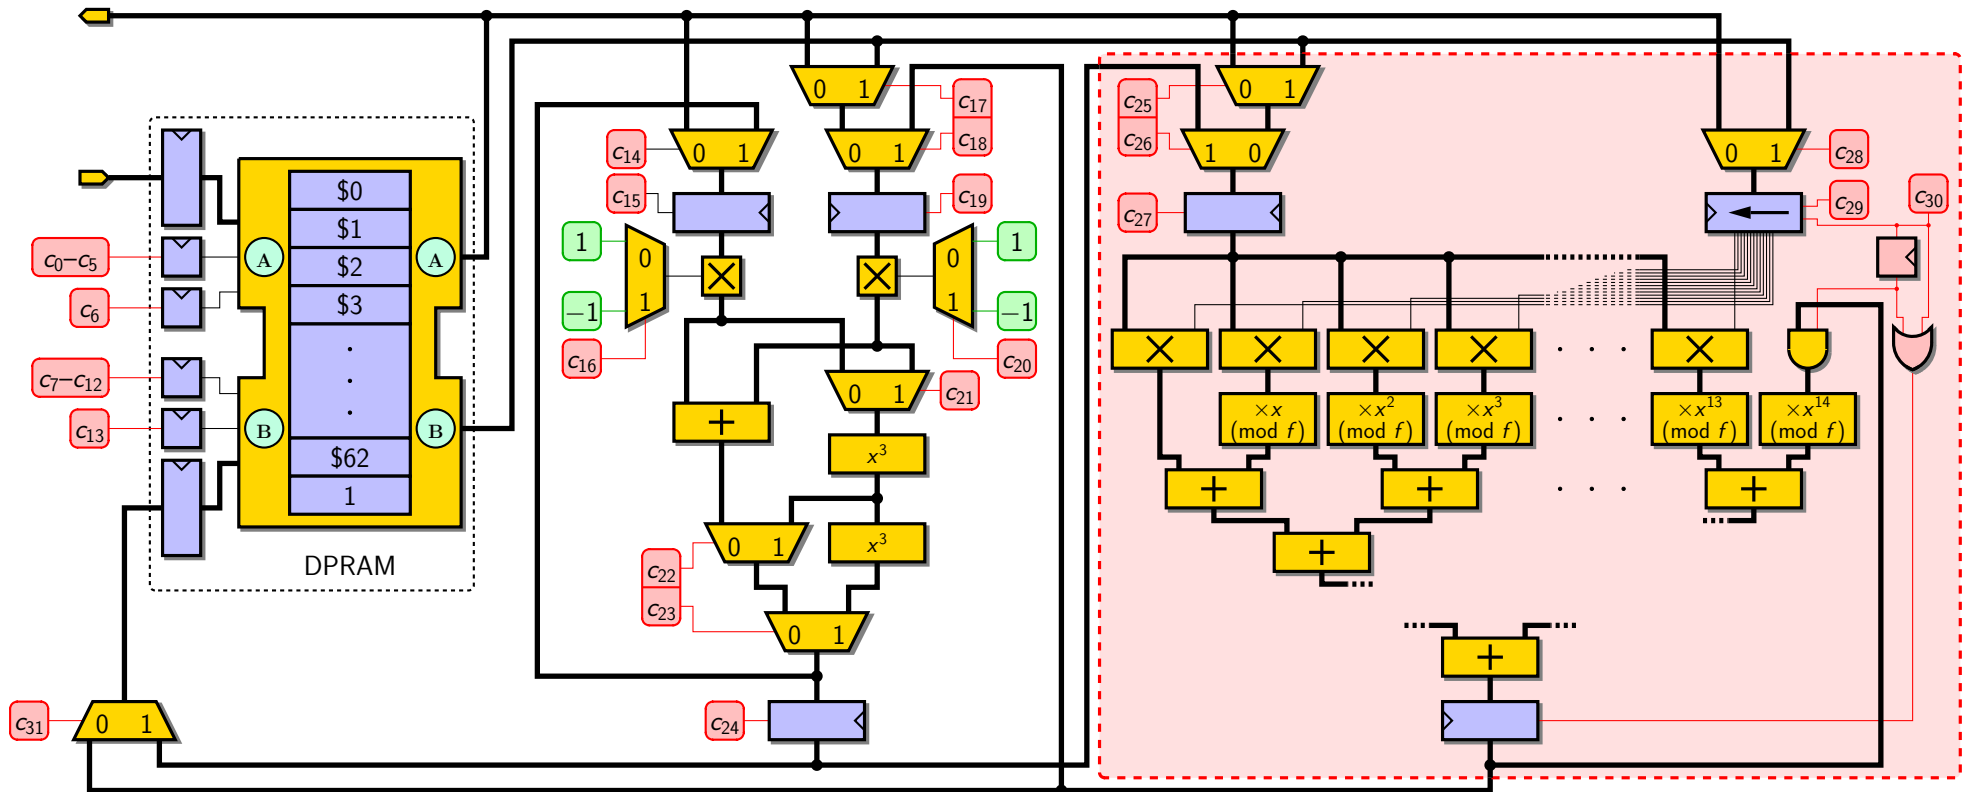 0 1
c17
c25
0 1
c26
0 1
c18
1 0
0 1
c28
c14
0 1
c15
c19
c27
c29
c30
$0
$1
$2
$3
.
.
.
$62
1
A
A
B
B
c0–c5
c6
c7–c12
c13
DPRAM
1
0
1
−1
c16
×
×
0
1
1
−1
c20
0 1
c21
+
x³
x³
0 1
c22
c23
0 1
c24
c31
0 1
× × × × · · · ×
×x
(mod f)
×x²
(mod f)
×x³
(mod f)
· · ·
×x¹³
(mod f)
×x¹⁴
(mod f)
+ + · · · +
+
+